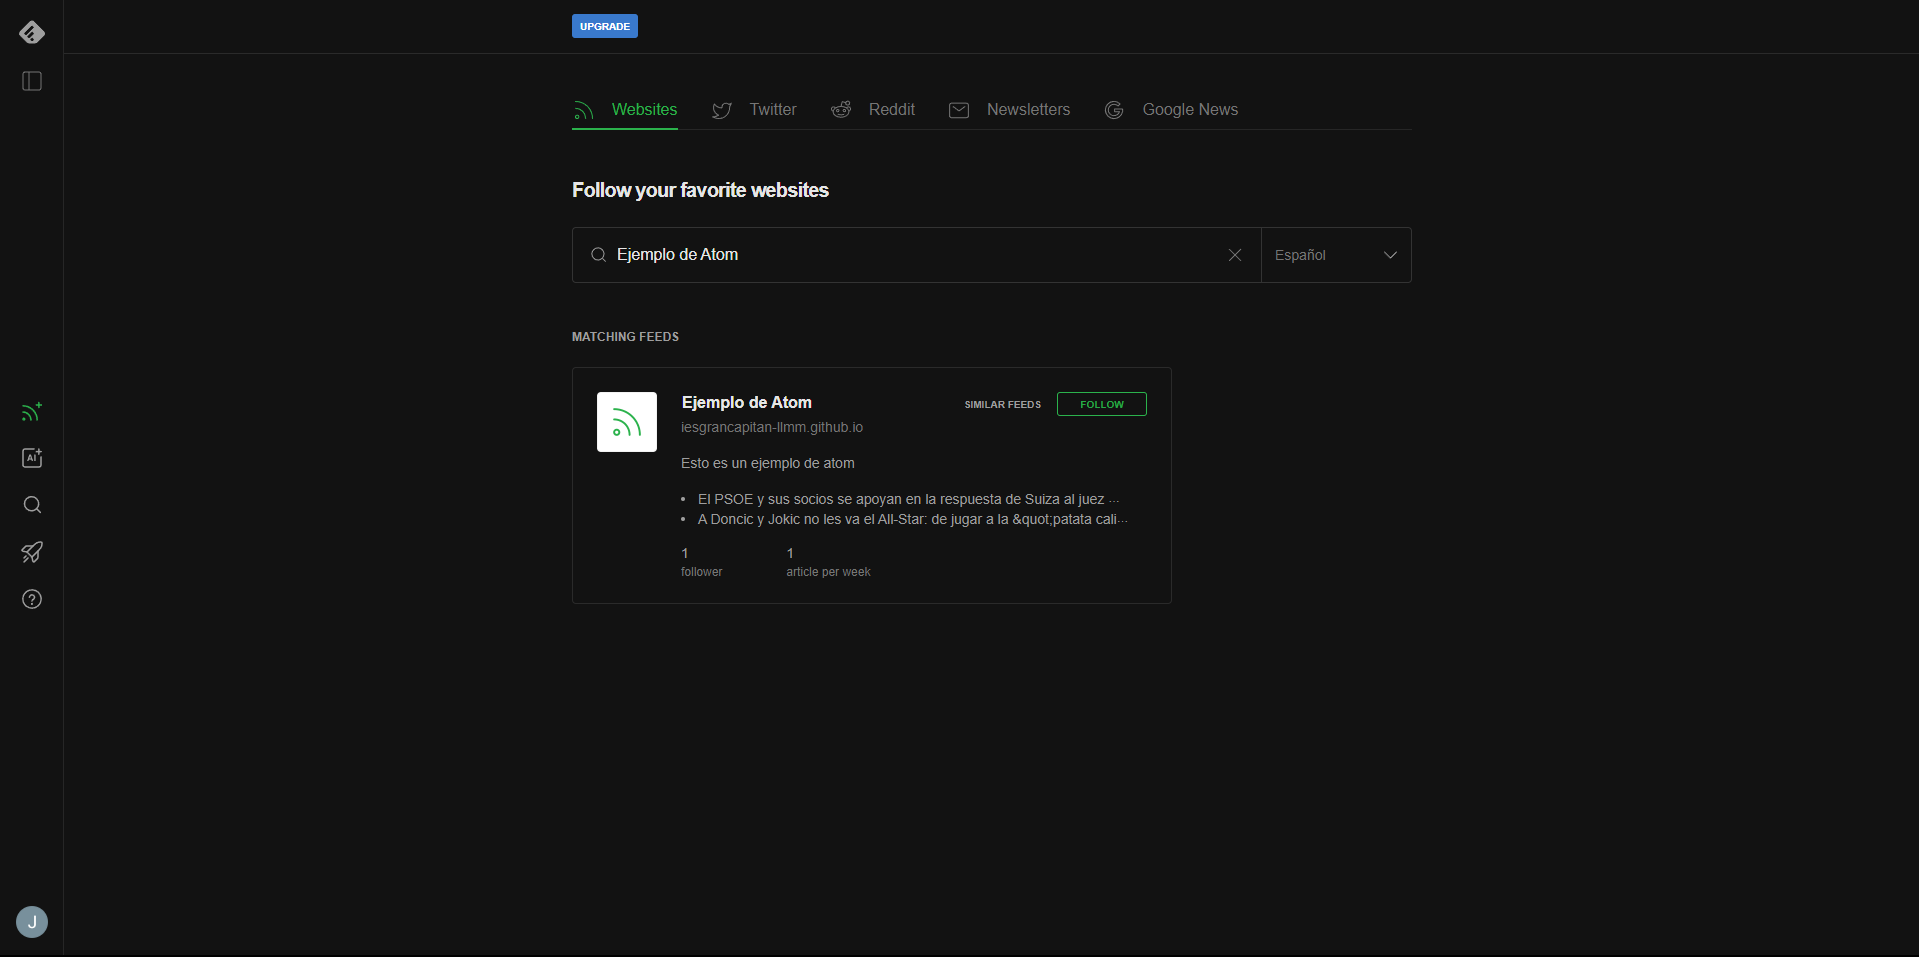 UPGRADE
Websites
Twitter
Reddit
Newsletters
Google News
Follow your favorite websites
Ejemplo de Atom
Español
MATCHING FEEDS
Ejemplo de Atom
SIMILAR FEEDS
FOLLOW
iesgrancapitan-llmm.github.io
Esto es un ejemplo de atom
• El PSOE y sus socios se apoyan en la respuesta de Suiza al juez ...
• A Doncic y Jokic no les va el All-Star: de jugar a la &quot;patata cali...
1
follower
1
article per week
AI
J